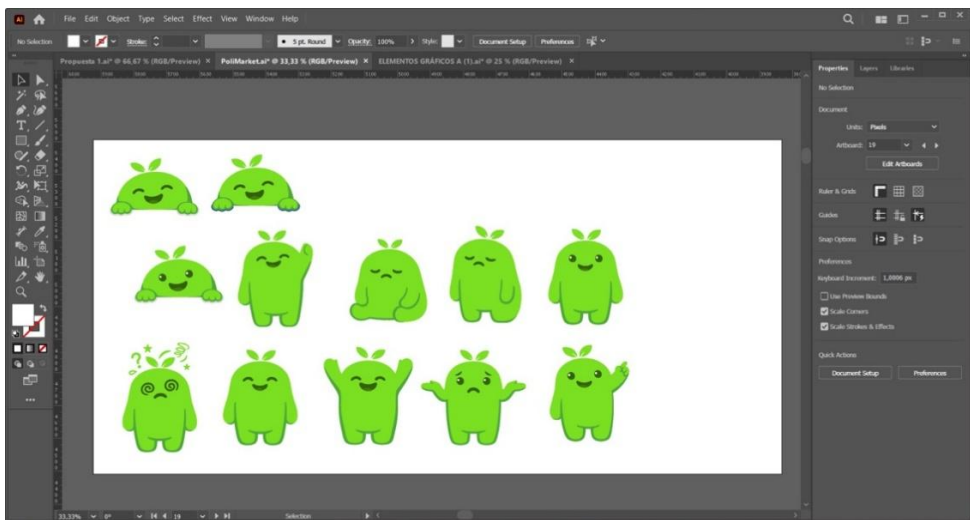 Ai File Edit Object Type Select Effect View Window Help
No Selection Stroke: 5 pt. Round Opacity: 100% Style: Document Setup Preferences
Propuesta 1.ai* @ 66,67 % (RGB/Preview) × PoliMarket.ai* @ 33,33 % (RGB/Preview) × ELEMENTOS GRÁFICOS A (1).ai* @ 25 % (RGB/Preview) ×
Properties Layers Libraries
No Selection
Document
Units: Pixels
Artboard: 19
Edit Artboards
Ruler & Grids
Guides
Snap Options
Preferences
Keyboard Increment: 1,0006 px
Use Preview Bounds
Scale Corners
Scale Strokes & Effects
Quick Actions
Document Setup Preferences
?
33,33% 0° 19 Selection